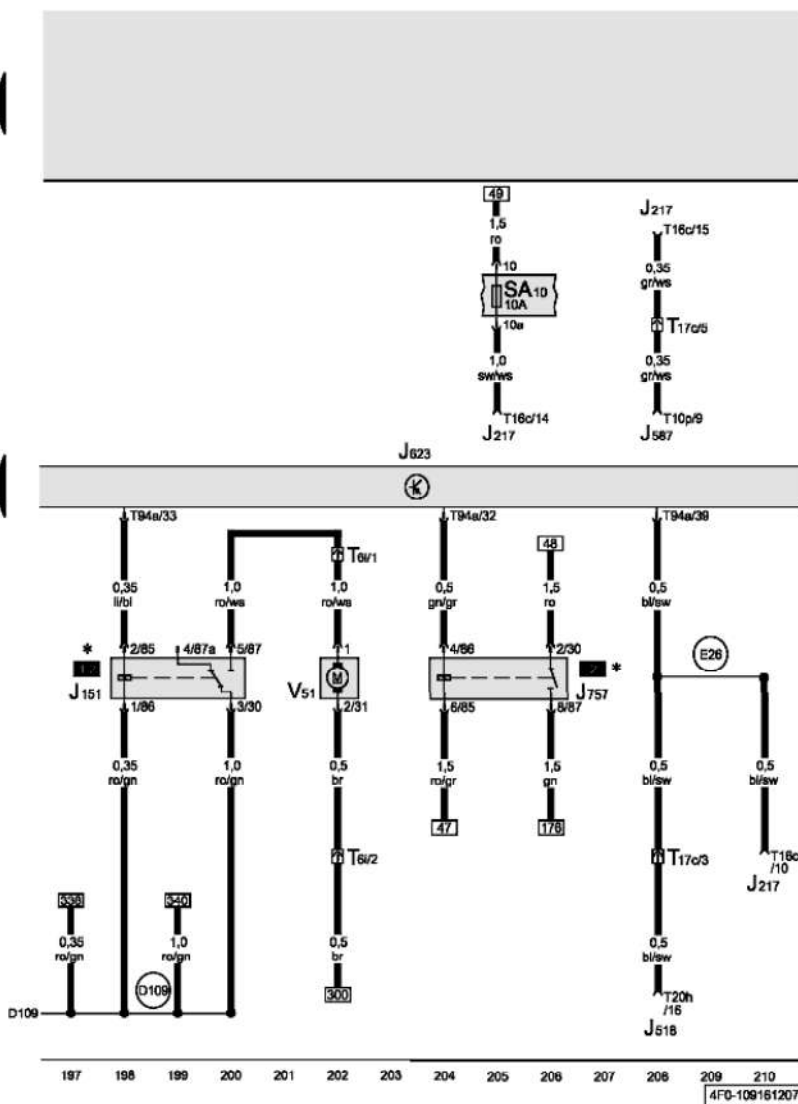 49
1,5
ro
10
SA10
10A
10a
1,0
sw/ws
T16c/14
J217
J217
T16c/15
0,35
gr/ws
T17c/5
0,35
gr/ws
T10p/9
J587
J623
T94a/33
0,35
li/bl
1,0
ro/ws
T6i/1
1,0
ro/ws
T94a/32
0,5
gn/gr
48
1,5
ro
T94a/39
0,5
bl/sw
*
2/85
4/87a
5/87
J151
1/86
3/30
1
M
V51
2/31
4/86
2/30
*
J757
6/85
8/87
E26
0,35
ro/gn
1,0
ro/gn
0,5
br
1,5
ro/gr
47
1,5
gn
176
0,5
bl/sw
0,5
bl/sw
T6i/2
T17c/3
T16c
/10
J217
338
0,35
ro/gn
340
1,0
ro/gn
0,5
br
300
0,5
bl/sw
T20h
/16
J518
D109
D109
197 198 199 200 201 202 203 204 205 206 207 208 209 210
4F0-109161207